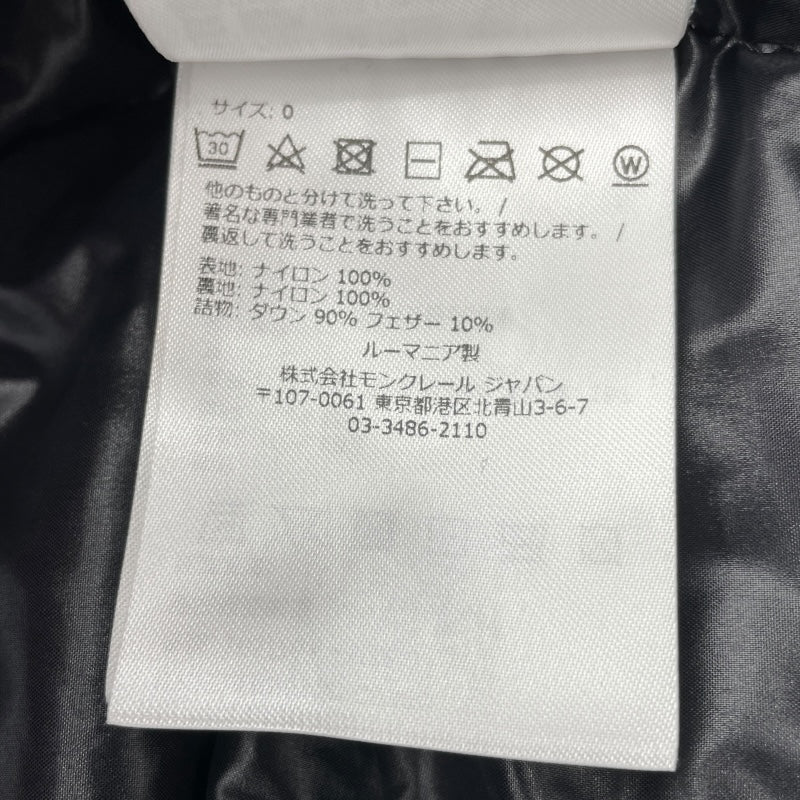 サイズ: 0
30 W
他のものと分けて洗って下さい。/
著名な専門業者で洗うことをおすすめします。/
裏返して洗うことをおすすめします。
表地: ナイロン 100%
裏地: ナイロン 100%
詰物: ダウン 90% フェザー 10%
ルーマニア製
株式会社モンクレール ジャパン
〒107-0061 東京都港区北青山3-6-7
03-3486-2110